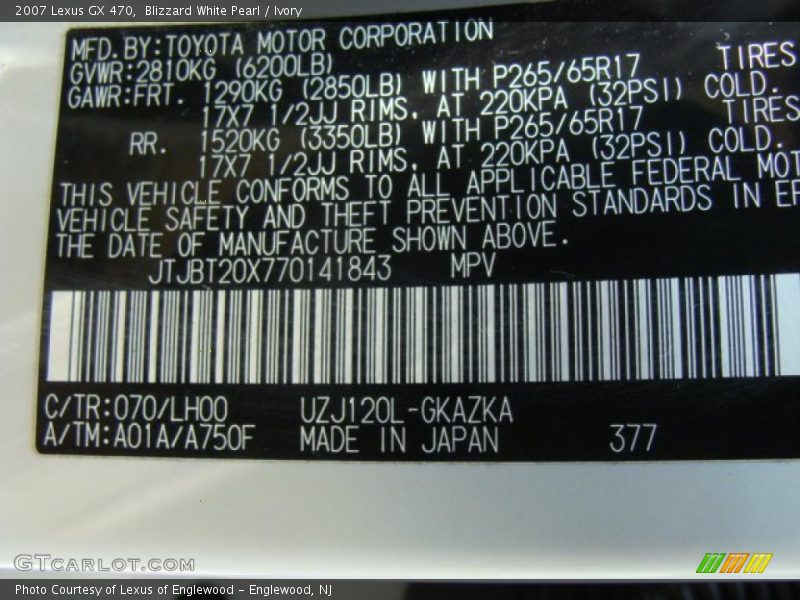 2007 Lexus GX 470, Blizzard White Pearl / Ivory
MFD. BY: TOYOTA MOTOR CORPORATION
GVWR: 2810KG (6200LB)
GAWR: FRT. 1290KG (2850LB) WITH P265/65R17 TIRES
17X7 1/2JJ RIMS, AT 220KPA (32PSI) COLD.
RR. 1520KG (3350LB) WITH P265/65R17 TIRES
17X7 1/2JJ RIMS, AT 220KPA (32PSI) COLD.
THIS VEHICLE CONFORMS TO ALL APPLICABLE FEDERAL MOT
VEHICLE SAFETY AND THEFT PREVENTION STANDARDS IN EF
THE DATE OF MANUFACTURE SHOWN ABOVE.
JTJBT20X770141843 MPV
C/TR: 070/LH00 UZJ120L-GKAZKA
A/TM: A01A/A750F MADE IN JAPAN 377
GTCARLOT.COM
Photo Courtesy of Lexus of Englewood - Englewood, NJ